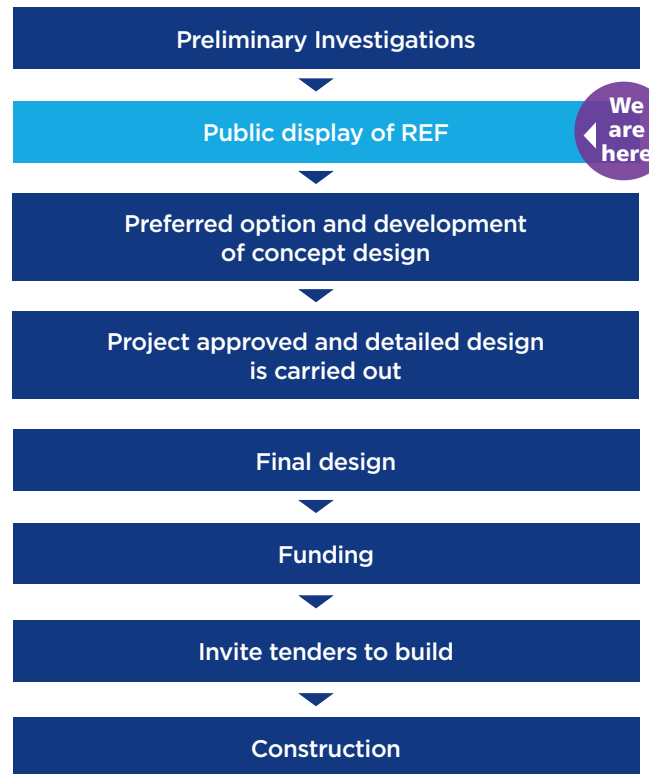 Preliminary Investigations
Public display of REF
We
are
here
Preferred option and development
of concept design
Project approved and detailed design
is carried out
Final design
Funding
Invite tenders to build
Construction